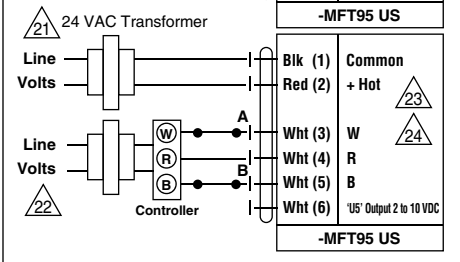 -MFT95 US
21 24 VAC Transformer
Line
Volts
Blk (1) Common
Red (2) + Hot
23
A
Line
Volts
W
R
B
Wht (3) W
24
Wht (4) R
B
Wht (5) B
Wht (6) 'U5' Output 2 to 10 VDC
22
Controller
-MFT95 US